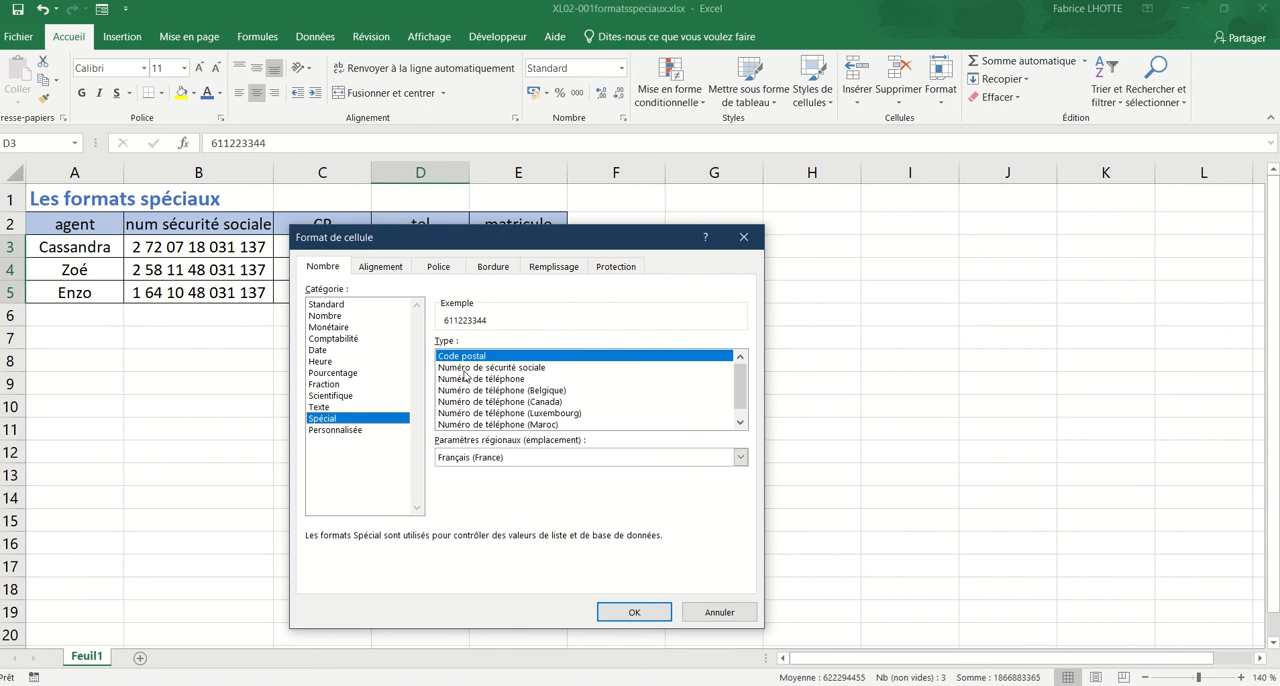 XL02-001formatsspeciaux.xlsx - Excel
Fabrice LHOTTE
Fichier Accueil Insertion Mise en page Formules Données Révision Affichage Développeur Aide Dites-nous ce que vous voulez faire
Partager
Coller
Calibri 11
Renvoyer à la ligne automatiquement
Standard
Somme automatique
G I S
Fusionner et centrer
% 000
Recopier
Mise en forme conditionnelle
Mettre sous forme de tableau
Styles de cellules
Insérer Supprimer Format
Effacer
Trier et filtrer
Rechercher et sélectionner
resse-papiers Police Alignement Nombre Styles Cellules Édition
D3 fx 611223344
A B C D E F G H I J K L
1 Les formats spéciaux
2 agent num sécurité sociale CP tel matricule
3 Cassandra 2 72 07 18 031 137
4 Zoé 2 58 11 48 031 137
5 Enzo 1 64 10 48 031 137
6
7
8
9
10
11
12
13
14
15
16
17
18
19
20
Format de cellule ?
Nombre Alignement Police Bordure Remplissage Protection
Catégorie :
Standard
Nombre
Monétaire
Comptabilité
Date
Heure
Pourcentage
Fraction
Scientifique
Texte
Spécial
Personnalisée
Exemple
611223344
Type :
Code postal
Numéro de sécurité sociale
Numéro de téléphone
Numéro de téléphone (Belgique)
Numéro de téléphone (Canada)
Numéro de téléphone (Luxembourg)
Numéro de téléphone (Maroc)
Paramètres régionaux (emplacement) :
Français (France)
Les formats Spécial sont utilisés pour contrôler des valeurs de liste et de base de données.
OK Annuler
Feuil1
Prêt
Moyenne : 622294455 Nb (non vides) : 3 Somme : 1866883365
140 %